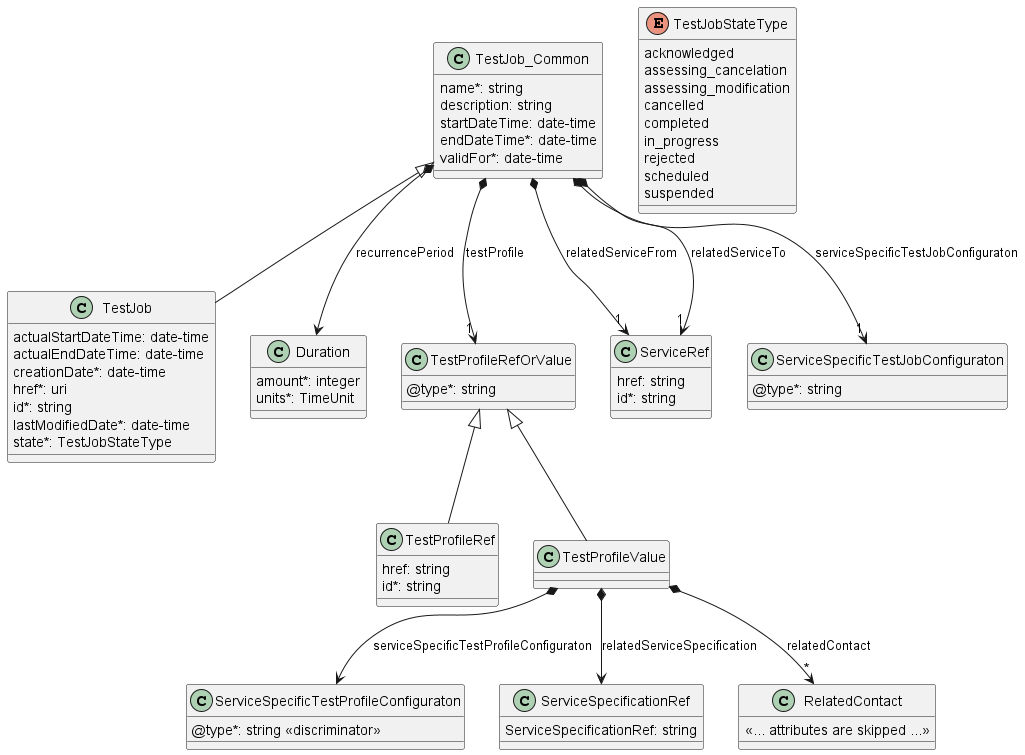 E TestJobStateType
acknowledged
assessing_cancelation
assessing_modification
cancelled
completed
in_progress
rejected
scheduled
suspended
C TestJob_Common
name*: string
description: string
startDateTime: date-time
endDateTime*: date-time
validFor*: date-time
recurrencePeriod
testProfile
relatedServiceFrom
relatedServiceTo
serviceSpecificTestJobConfiguraton
1
1
1
1
C TestJob
actualStartDateTime: date-time
actualEndDateTime: date-time
creationDate*: date-time
href*: uri
id*: string
lastModifiedDate*: date-time
state*: TestJobStateType
C Duration
amount*: integer
units*: TimeUnit
C TestProfileRefOrValue
@type*: string
C ServiceRef
href: string
id*: string
C ServiceSpecificTestJobConfiguraton
@type*: string
C TestProfileRef
href: string
id*: string
C TestProfileValue
serviceSpecificTestProfileConfiguraton
relatedServiceSpecification
relatedContact
*
C ServiceSpecificTestProfileConfiguraton
@type*: string «discriminator»
C ServiceSpecificationRef
ServiceSpecificationRef: string
C RelatedContact
«... attributes are skipped ...»